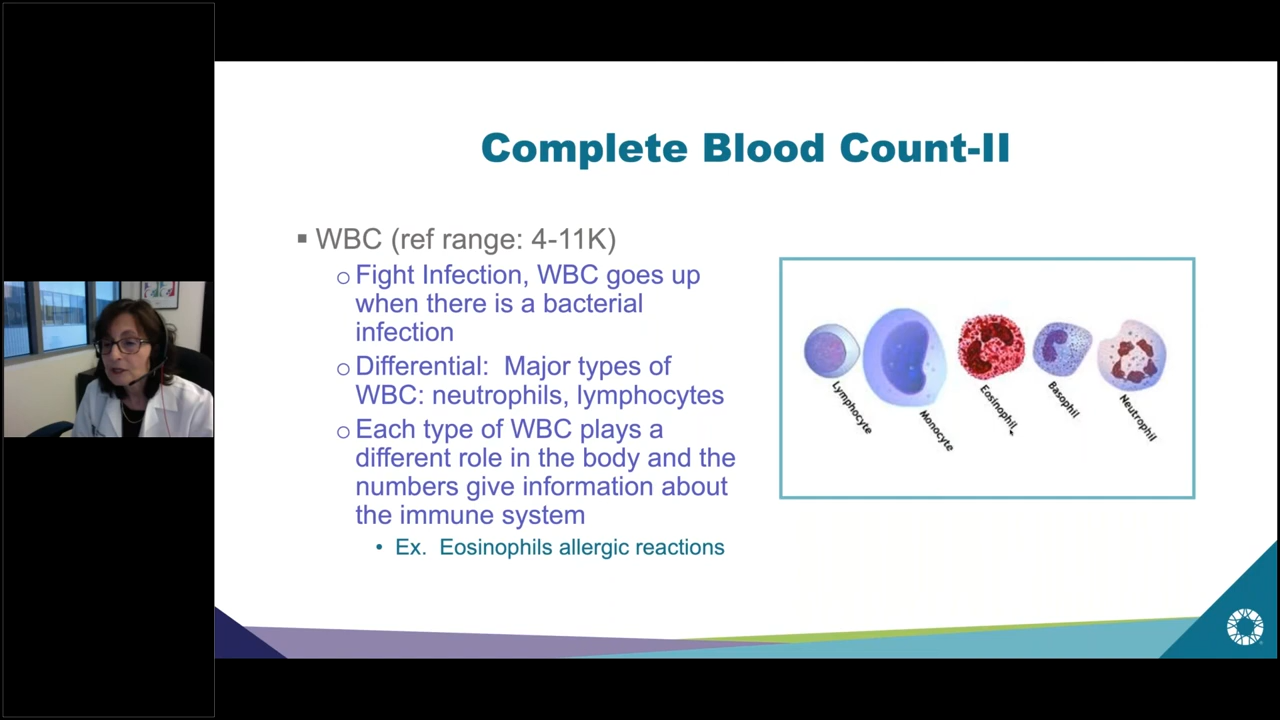 Complete Blood Count-II
▪ WBC (ref range: 4-11K)
o Fight Infection, WBC goes up
when there is a bacterial
infection
o Differential:  Major types of
WBC: neutrophils, lymphocytes
o Each type of WBC plays a
different role in the body and the
numbers give information about
the immune system
• Ex.  Eosinophils allergic reactions
Lymphocyte
Monocyte
Eosinophil
Basophil
Neutrophil